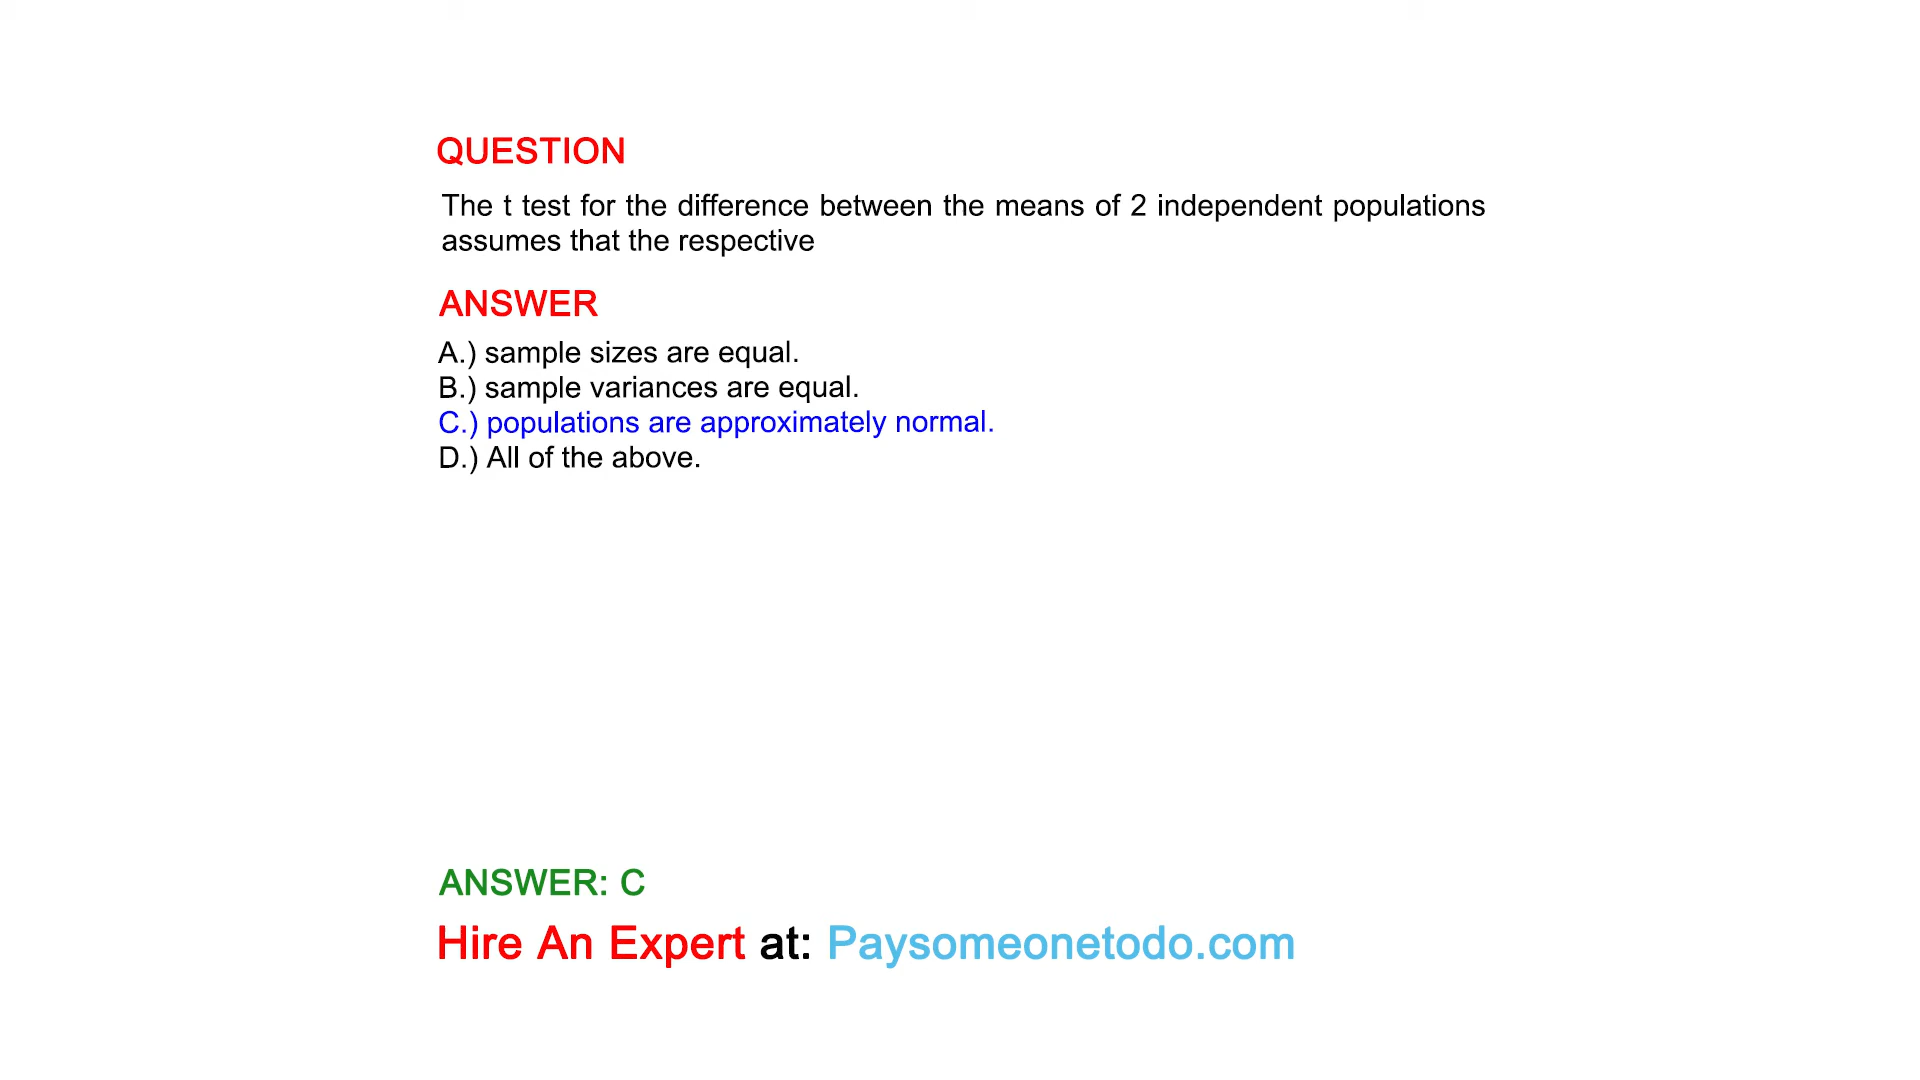 QUESTION
The t test for the difference between the means of 2 independent populations
assumes that the respective
ANSWER
A.) sample sizes are equal.
B.) sample variances are equal.
C.) populations are approximately normal.
D.) All of the above.
ANSWER: C
Hire An Expert at: Paysomeonetodo.com